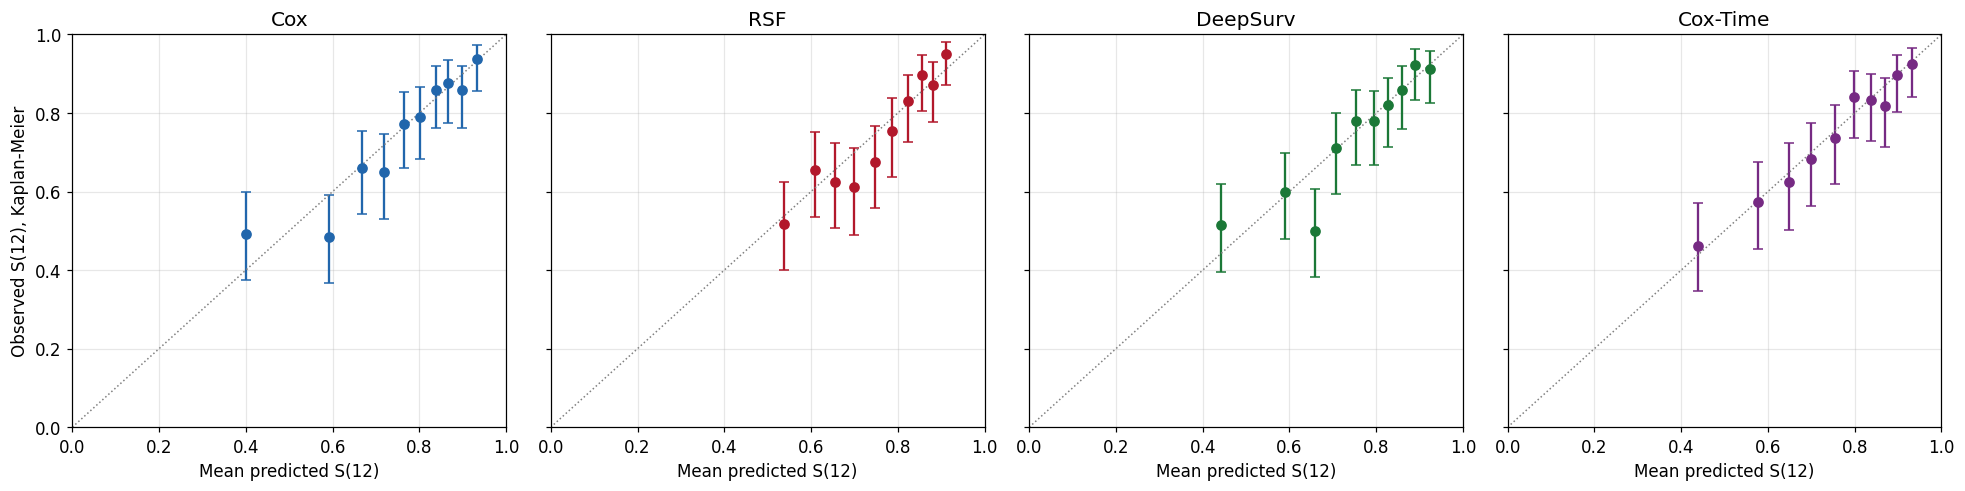 Cox
RSF
DeepSurv
Cox-Time
Observed S(12), Kaplan-Meier
1.0
0.8
0.6
0.4
0.2
0.0
0.0 0.2 0.4 0.6 0.8 1.0
0.0 0.2 0.4 0.6 0.8 1.0
0.0 0.2 0.4 0.6 0.8 1.0
0.0 0.2 0.4 0.6 0.8 1.0
Mean predicted S(12)
Mean predicted S(12)
Mean predicted S(12)
Mean predicted S(12)